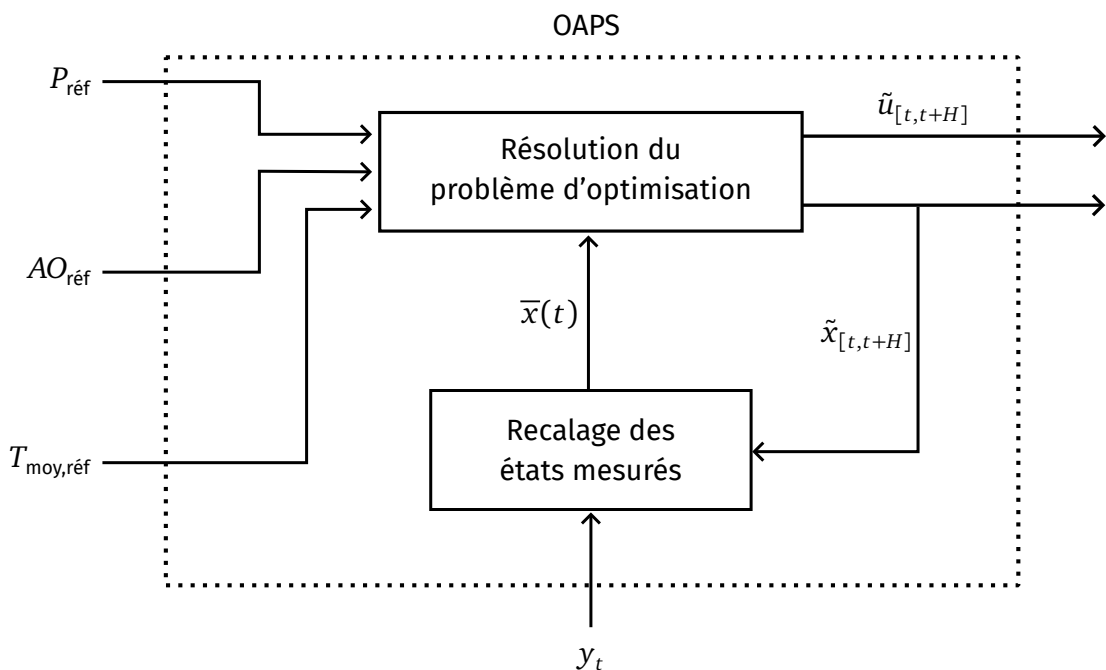 OAPS
P_réf
AO_réf
T_moy,réf
Résolution du
problème d'optimisation
ũ_[t,t+H]
x̄(t)
x̃_[t,t+H]
Recalage des
états mesurés
y_t